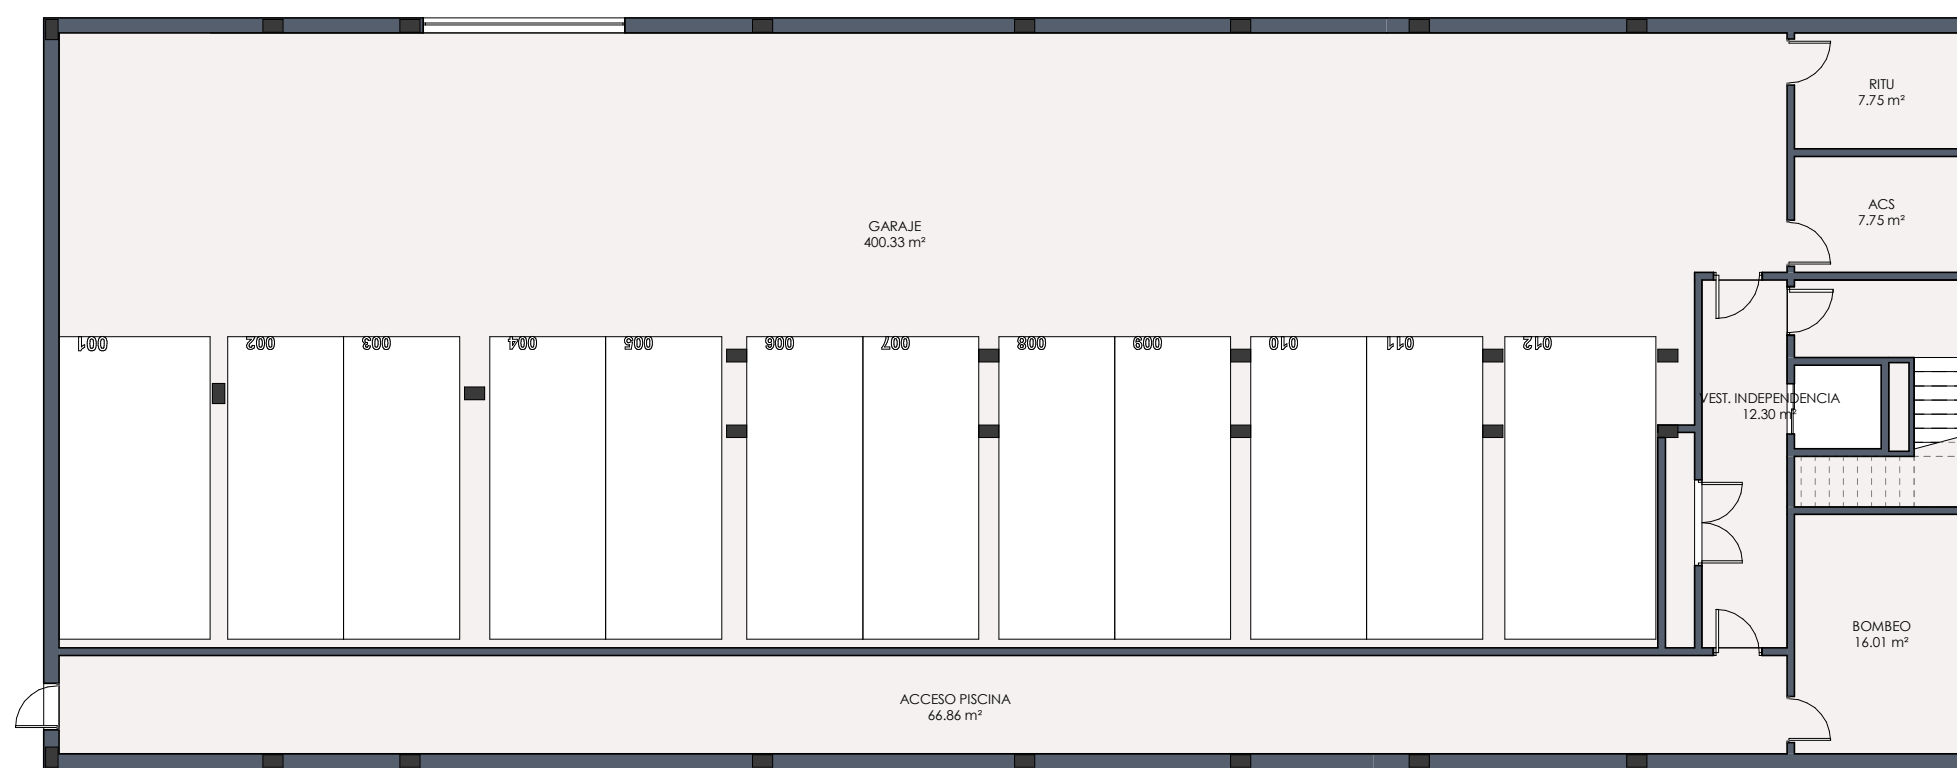 RITU
7.75 m²
ACS
7.75 m²
GARAJE
400.33 m²
001
002
003
004
005
006
007
008
009
010
011
012
VEST. INDEPENDENCIA
12.30 m²
BOMBEO
16.01 m²
ACCESO PISCINA
66.86 m²